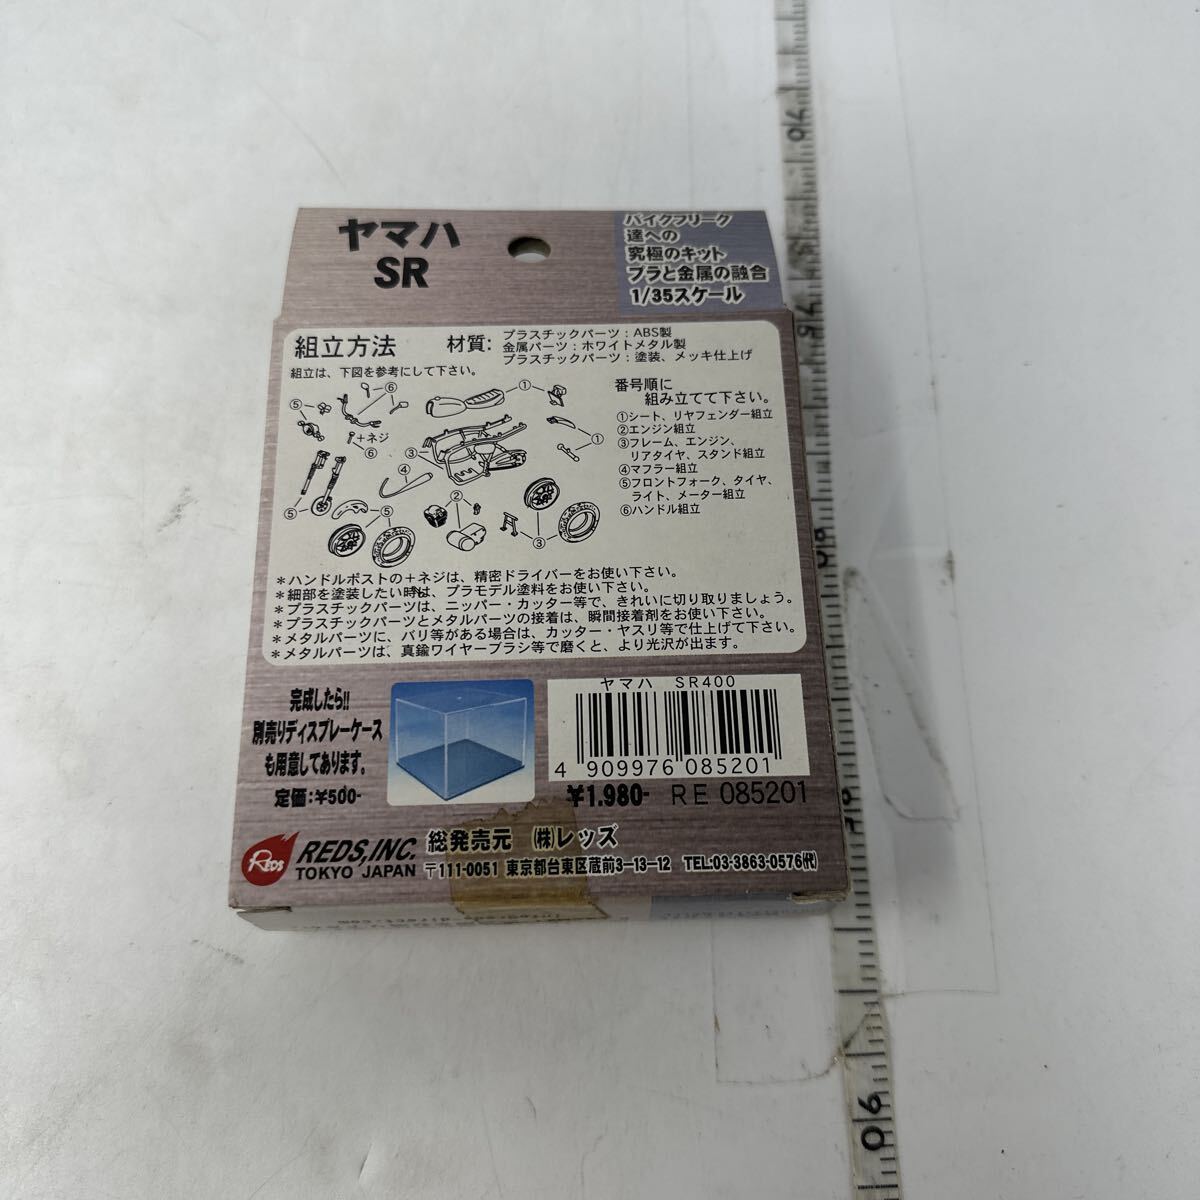 ヤマハ
SR
バイクフリーク
達への
究極のキット
プラと金属の融合
1/35スケール
組立方法
材質:
プラスチックパーツ：ABS製
金属パーツ：ホワイトメタル製
プラスチックパーツ：塗装、メッキ仕上げ
組立は、下図を参考にして下さい。
番号順に
組み立てて下さい。
①シート、リヤフェンダー組立
②エンジン組立
③フレーム、エンジン、
リアタイヤ、スタンド組立
④マフラー組立
⑤フロントフォーク、タイヤ、
ライト、メーター組立
⑥ハンドル組立
⑥
①
⑤
＋ネジ
⑥
①
③
④
②
⑤
⑤
③
＊ハンドルポストの＋ネジは、精密ドライバーをお使い下さい。
＊細部を塗装したい時は、プラモデル塗料をお使い下さい。
＊プラスチックパーツは、ニッパー・カッター等で、きれいに切り取りましょう。
＊プラスチックパーツとメタルパーツの接着は、瞬間接着剤をお使い下さい。
＊メタルパーツに、バリ等がある場合は、カッター・ヤスリ等で仕上げて下さい。
＊メタルパーツは、真鍮ワイヤーブラシ等で磨くと、より光沢が出ます。
完成したら!!
別売りディスプレーケース
も用意してあります。
定価:¥500-
ヤマハ SR400
4 909976 085201
¥1.980- RE 085201
REDS
REDS,INC.
TOKYO JAPAN
総発売元 ㈱レッズ
〒111-0051 東京都台東区蔵前3-13-12 TEL:03-3863-0576㈹